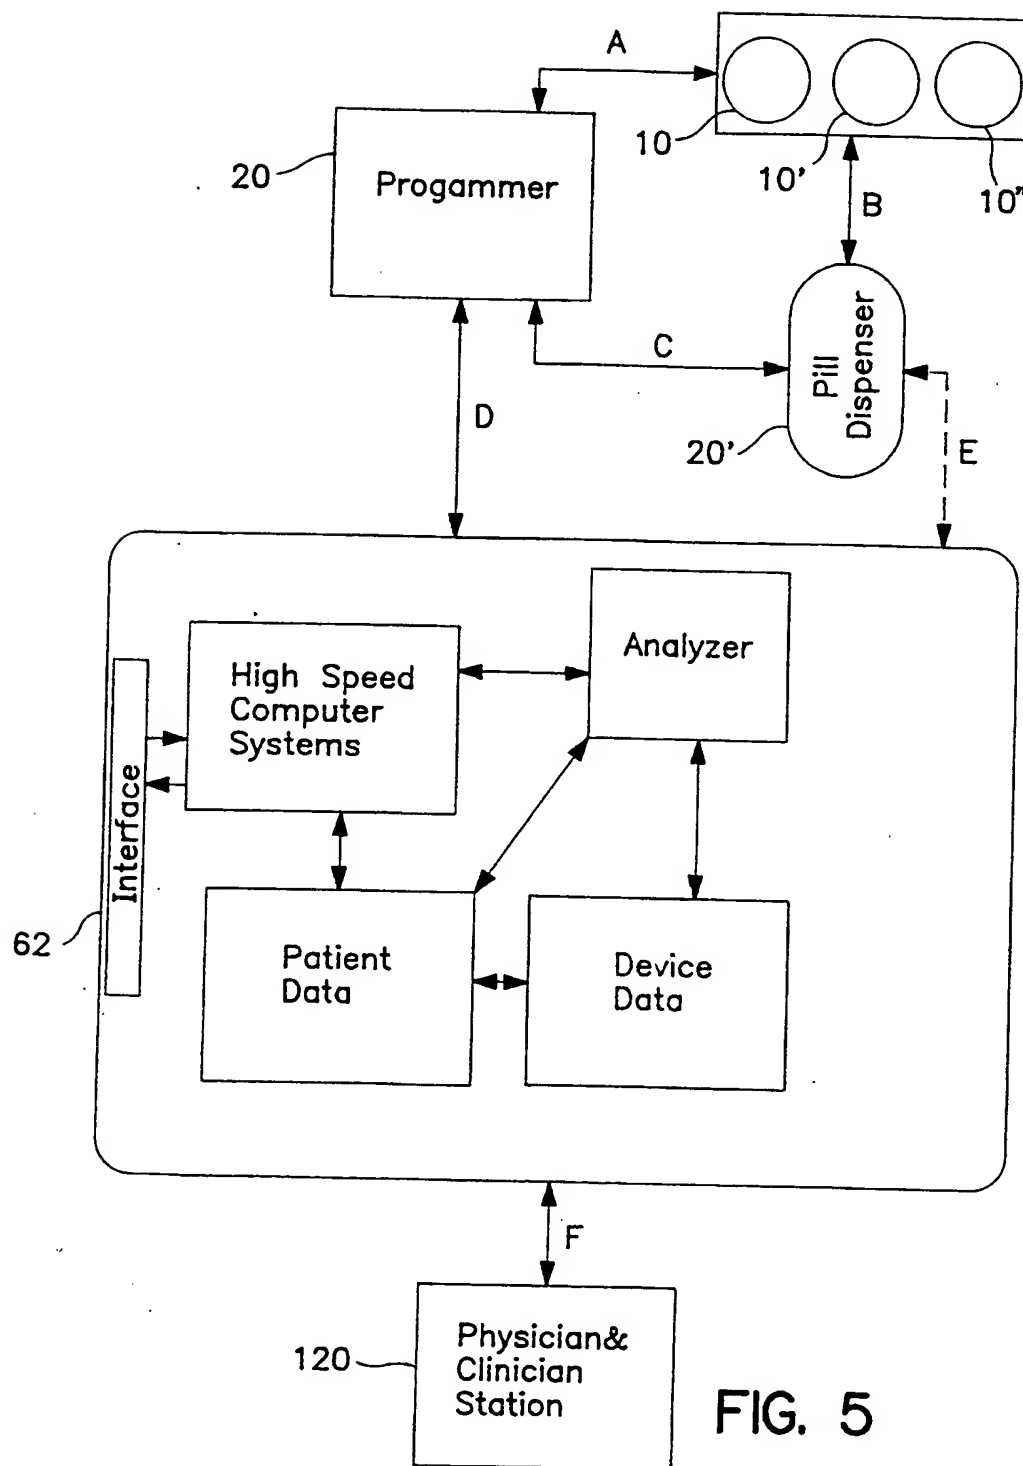 A
10
10'
10"
20
Progammer
B
C
Pill
Dispenser
20'
D
E
Analyzer
High Speed
Computer
Systems
Interface
62
Patient
Data
Device
Data
F
120
Physician&
Clinician
Station
FIG. 5